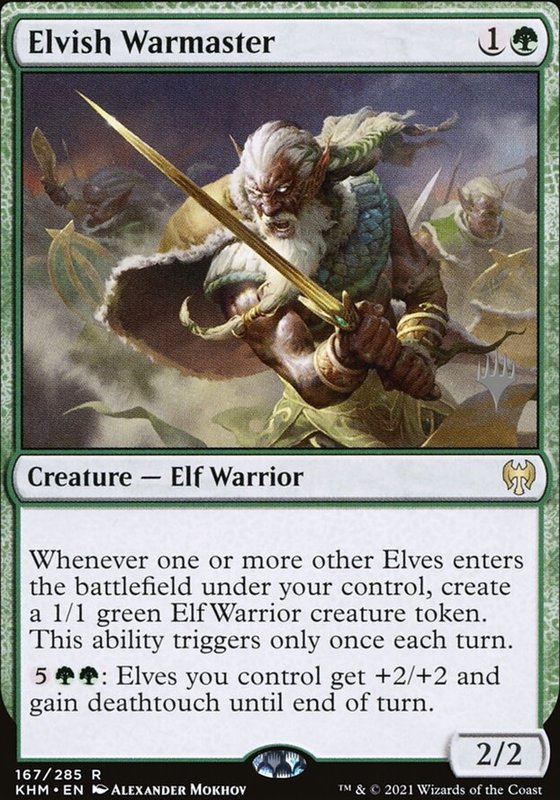 Elvish Warmaster 1
Creature — Elf Warrior
Whenever one or more other Elves enters
the battlefield under your control, create
a 1/1 green Elf Warrior creature token.
This ability triggers only once each turn.
5 : Elves you control get +2/+2 and
gain deathtouch until end of turn.
2/2
167/285 R
KHM • EN ALEXANDER MOKHOV
™ & © 2021 Wizards of the Coast